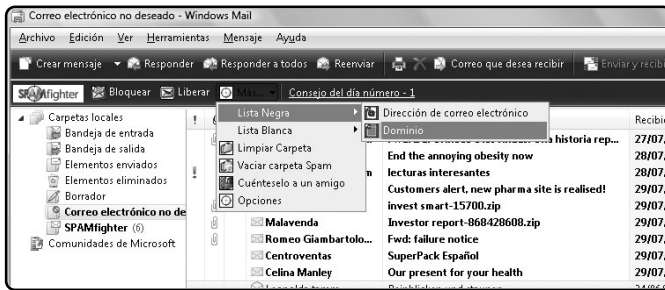 Correo electrónico no deseado - Windows Mail
Archivo Edición Ver Herramientas Mensaje Ayuda
Crear mensaje Responder Responder a todos Reenviar Correo que desea recibir Enviar y recib
SPAMfighter Bloquear Liberar Más... Consejo del día número - 1
Lista Negra Dirección de correo electrónico
Lista Blanca Dominio
Limpiar Carpeta
Vaciar carpeta Spam
Cuénteselo a un amigo
Opciones
Carpetas locales
Bandeja de entrada
Bandeja de salida
Elementos enviados
Elementos eliminados
Borrador
Correo electrónico no de
SPAMfighter (6)
Comunidades de Microsoft
! Recibi
historia rep... 27/07,
End the annoying obesity now 28/07,
! m lecturas interesantes 28/07,
Customers alert, new pharma site is realised! 29/07,
invest smart-15700.zip 29/07,
Malavenda Investor report-868428608.zip 29/07,
Romeo Giambartolo... Fwd: failure notice 29/07,
Centroventas SuperPack Español 29/07,
Celina Manley Our present for your health 29/07,